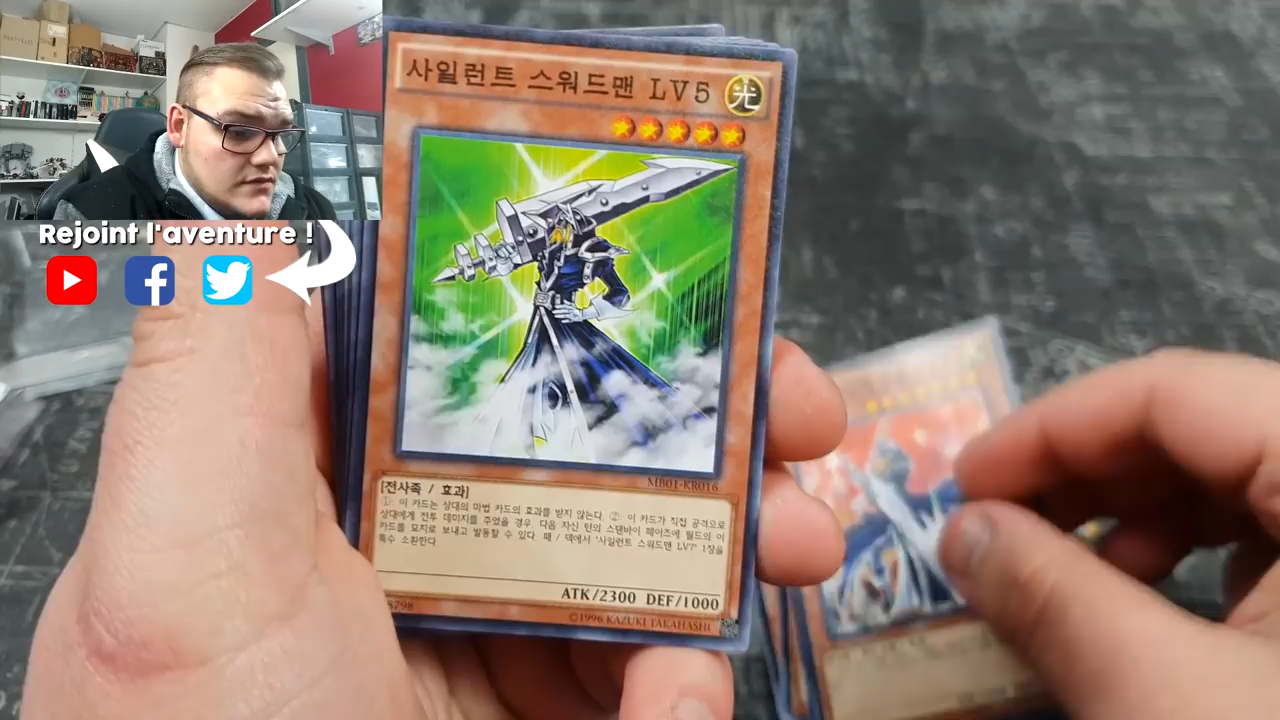 사일런트 스워드맨 LV5
光
Rejoint l'aventure !
MB01-KR016
[전사족 / 효과]
①: 이 카드는 상대의 마법 카드의 효과를 받지 않는다. ②: 이 카드가 직접 공격으로
상대에게 전투 데미지를 주었을 경우, 다음 자신 턴의 스탠바이 페이즈에 필드의 이
카드를 묘지로 보내고 발동할 수 있다. 패 / 덱에서 '사일런트 스워드맨 LV7' 1장을
특수 소환한다.
ATK/2300 DEF/1000
8798
©1996 KAZUKI TAKAHASHI